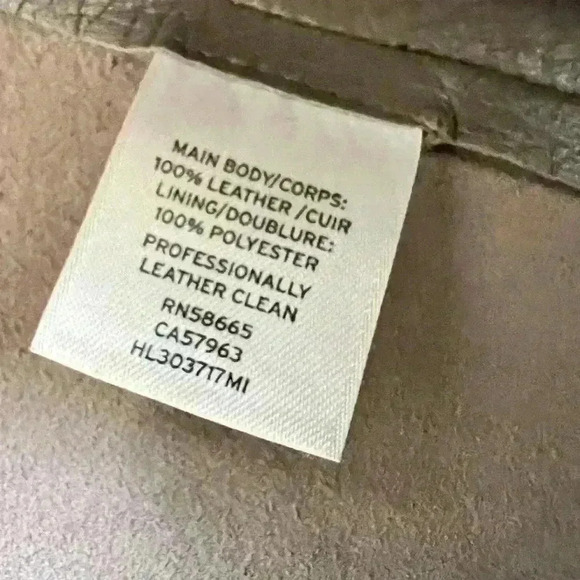 MAIN BODY/CORPS:
100% LEATHER /CUIR
LINING/DOUBLURE:
100% POLYESTER
PROFESSIONALLY
LEATHER CLEAN
RN58665
CA57963
HL303717MI